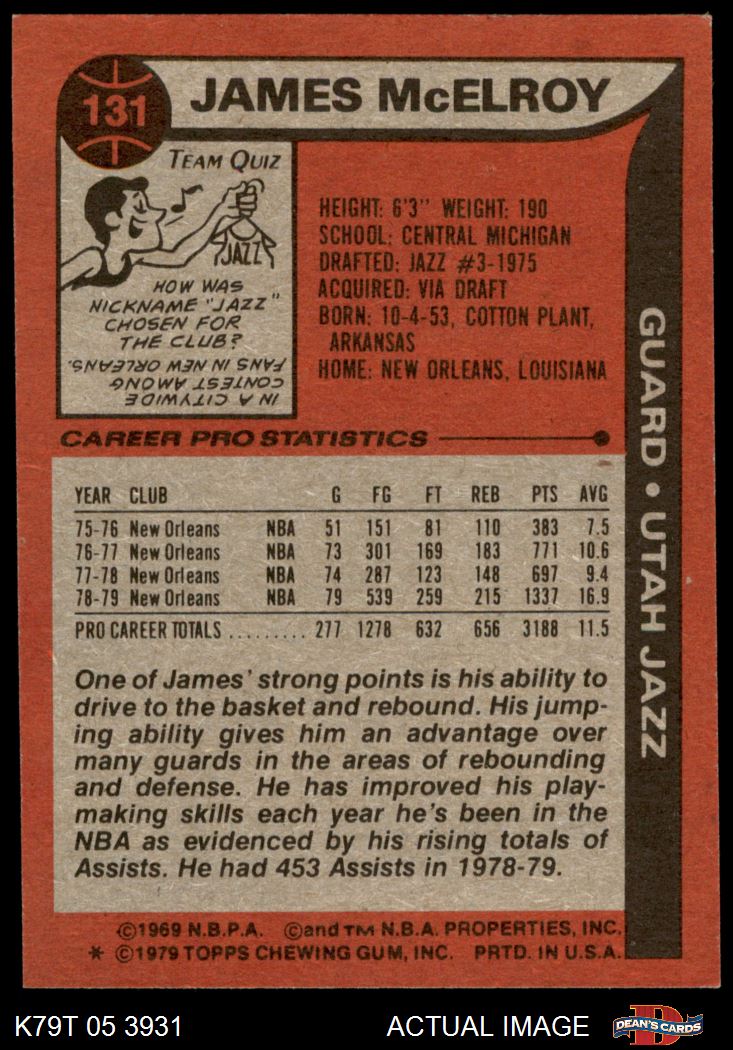 131
JAMES McELROY
TEAM QUIZ
JAZZ
HOW WAS
NICKNAME "JAZZ"
CHOSEN FOR
THE CLUB?
IN A CITYWIDE
CONTEST AMONG
FANS IN NEW ORLEANS.
HEIGHT: 6'3" WEIGHT: 190
SCHOOL: CENTRAL MICHIGAN
DRAFTED: JAZZ #3-1975
ACQUIRED: VIA DRAFT
BORN: 10-4-53, COTTON PLANT,
ARKANSAS
HOME: NEW ORLEANS, LOUISIANA
GUARD • UTAH JAZZ
CAREER PRO STATISTICS
YEAR CLUB G FG FT REB PTS AVG
75-76 New Orleans NBA 51 151 81 110 383 7.5
76-77 New Orleans NBA 73 301 169 183 771 10.6
77-78 New Orleans NBA 74 287 123 148 697 9.4
78-79 New Orleans NBA 79 539 259 215 1337 16.9
PRO CAREER TOTALS ......... 277 1278 632 656 3188 11.5
One of James' strong points is his ability to
drive to the basket and rebound. His jump-
ing ability gives him an advantage over
many guards in the areas of rebounding
and defense. He has improved his play-
making skills each year he's been in the
NBA as evidenced by his rising totals of
Assists. He had 453 Assists in 1978-79.
©1969 N.B.P.A. ©and TM N.B.A. PROPERTIES, INC.
* ©1979 TOPPS CHEWING GUM, INC. PRTD. IN U.S.A.
K79T 05 3931 ACTUAL IMAGE
DEAN'S CARDS